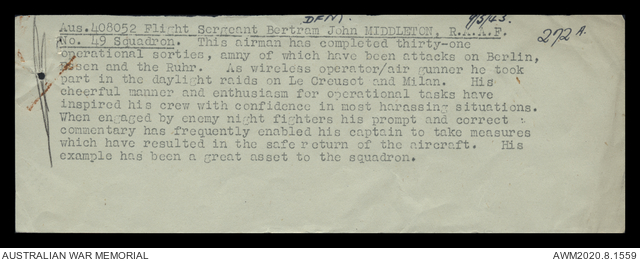 DFM.
9/5/43.
272A.
Aus.408052 Flight Sergeant Bertram John MIDDLETON, R.A.A.F.
No. 49 Squadron. This airman has completed thirty-one
operational sorties, amny of which have been attacks on Berlin,
Essen and the Ruhr. As wireless operator/air gunner he took
part in the daylight raids on Le Creusot and Milan. His
cheerful manner and enthusiasm for operational tasks have
inspired his crew with confidence in most harassing situations.
When engaged by enemy night fighters his prompt and correct
commentary has frequently enabled his captain to take measures
which have resulted in the safe return of the aircraft. His
example has been a great asset to the squadron.
AUSTRALIAN WAR MEMORIAL
AWM2020.8.1559